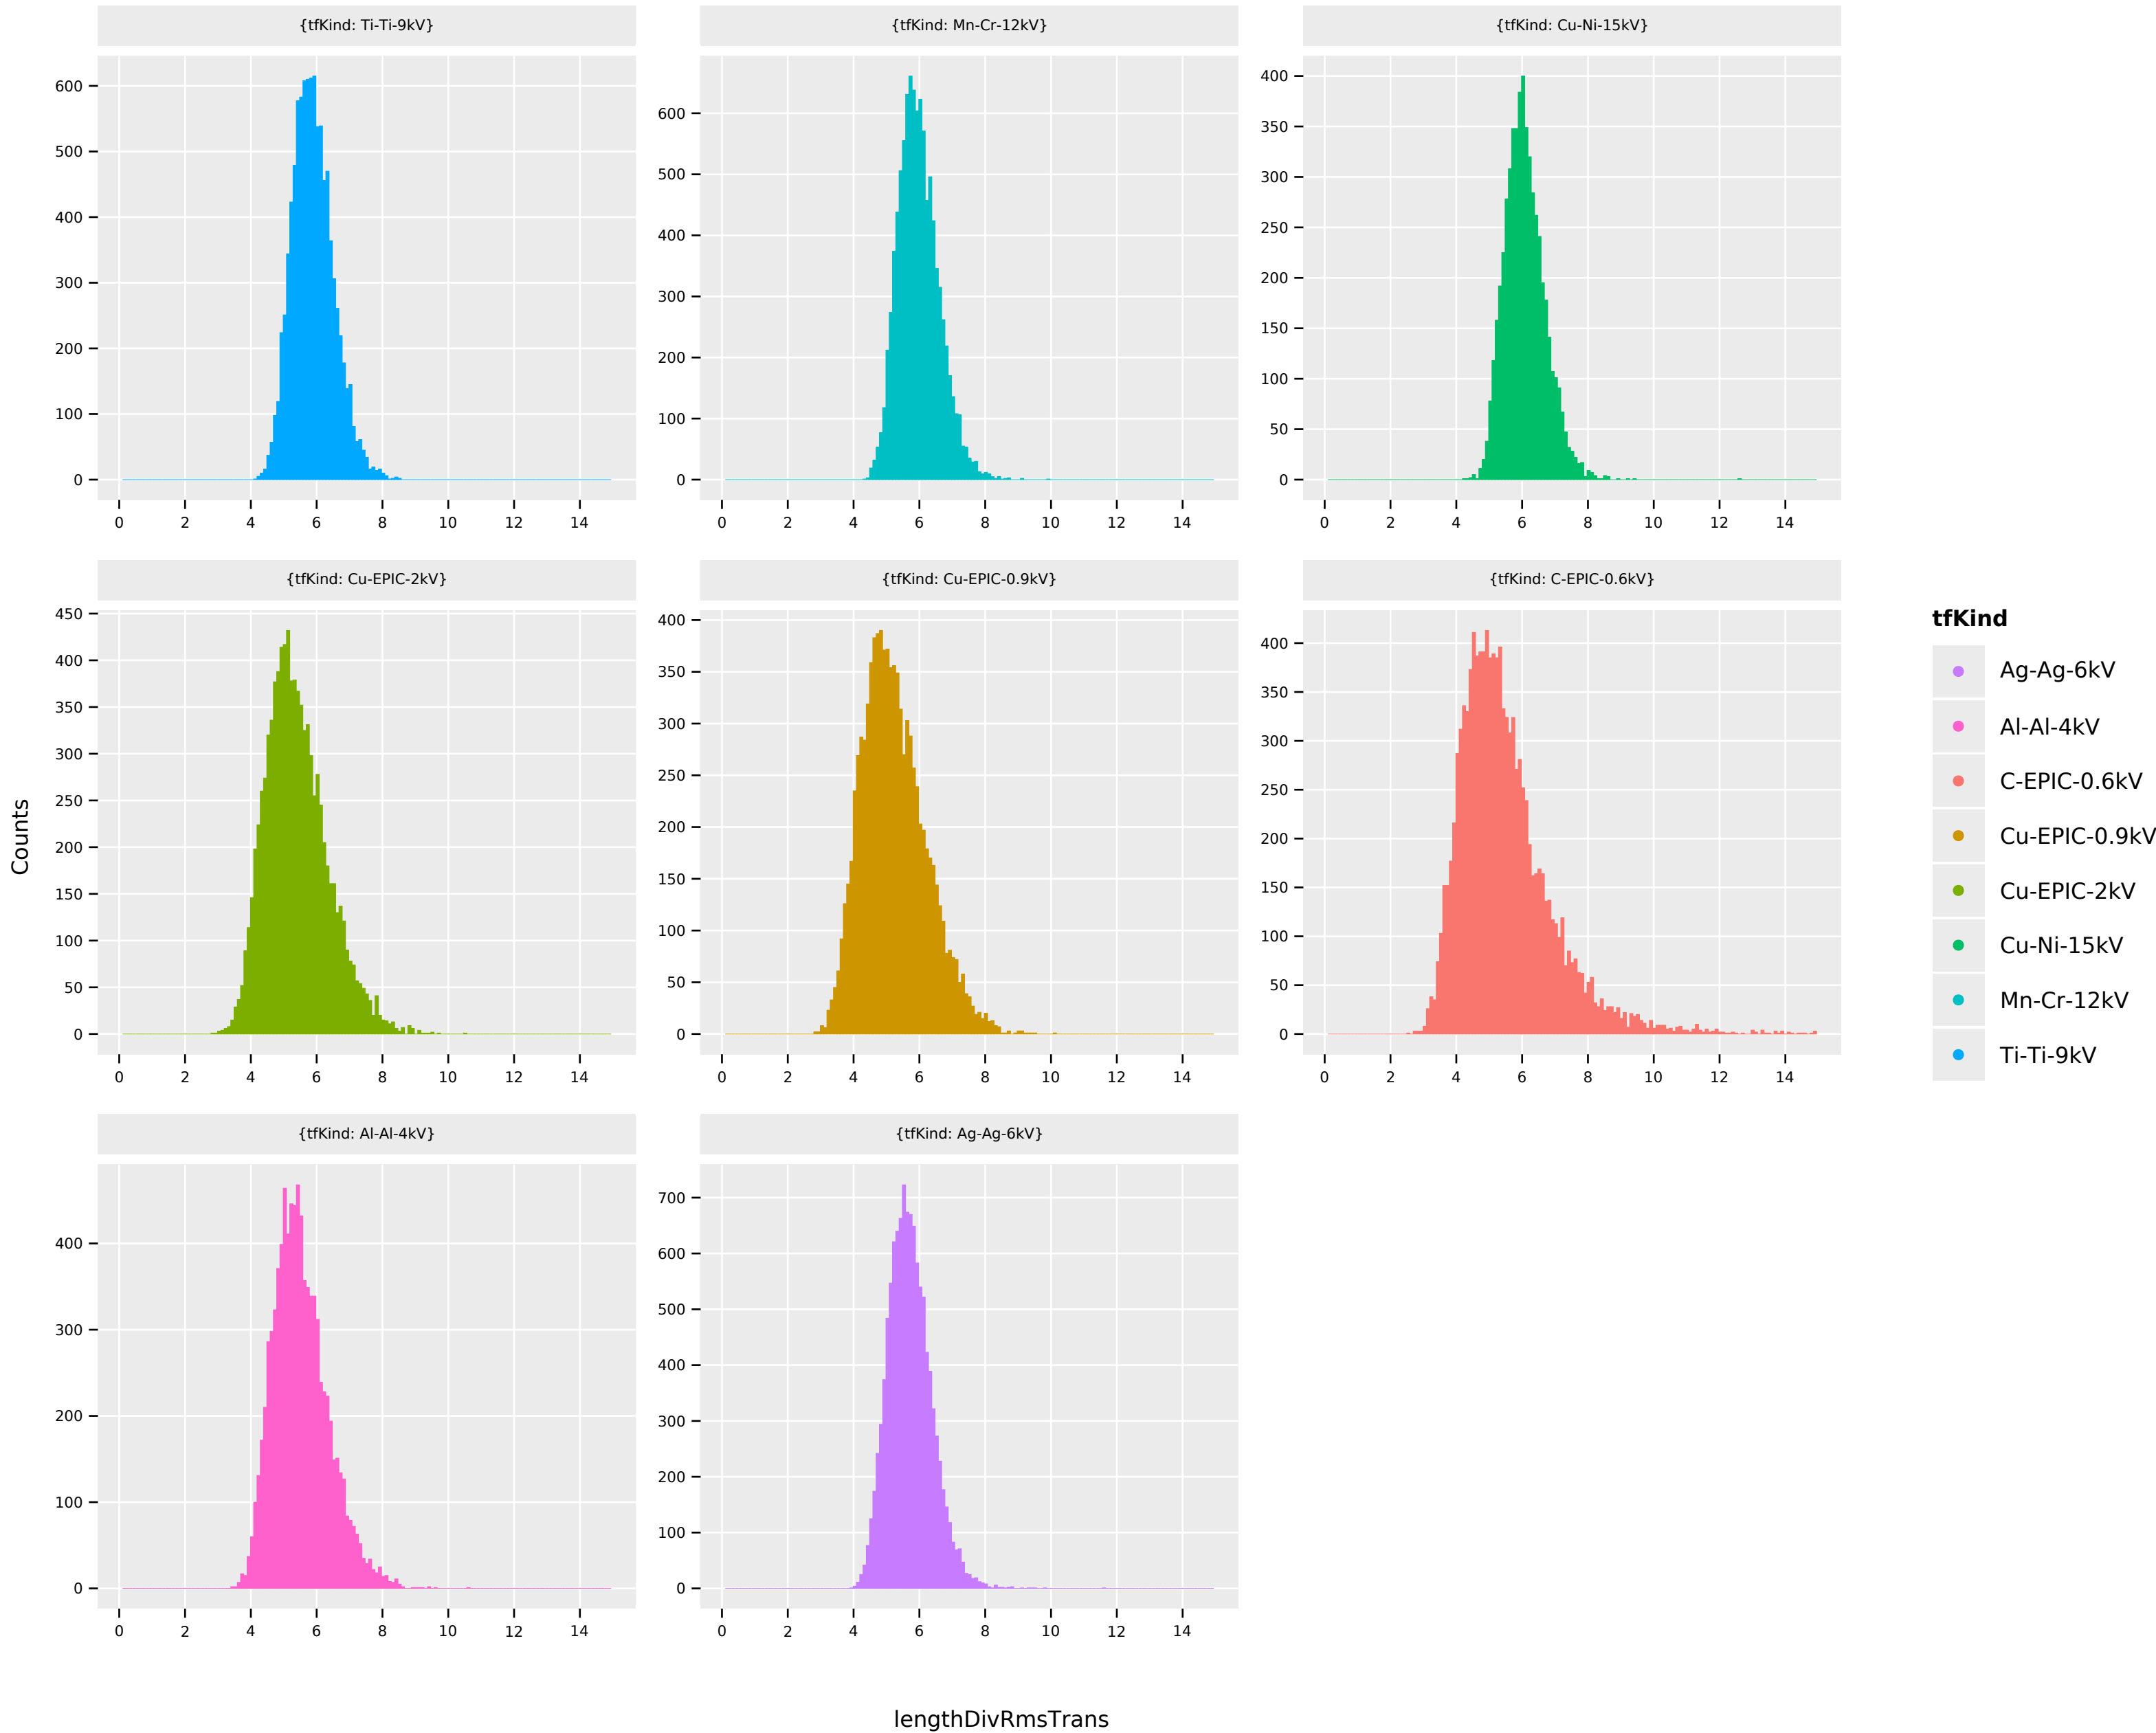 {tfKind: Ti-Ti-9kV}
{tfKind: Mn-Cr-12kV}
{tfKind: Cu-Ni-15kV}
600
500
400
300
200
100
0
0 2 4 6 8 10 12 14
600
500
400
300
200
100
0
0 2 4 6 8 10 12 14
400
350
300
250
200
150
100
50
0
0 2 4 6 8 10 12 14
{tfKind: Cu-EPIC-2kV}
{tfKind: Cu-EPIC-0.9kV}
{tfKind: C-EPIC-0.6kV}
Counts
450
400
350
300
250
200
150
100
50
0
0 2 4 6 8 10 12 14
400
350
300
250
200
150
100
50
0
0 2 4 6 8 10 12 14
400
350
300
250
200
150
100
50
0
0 2 4 6 8 10 12 14
tfKind
Ag-Ag-6kV
Al-Al-4kV
C-EPIC-0.6kV
Cu-EPIC-0.9kV
Cu-EPIC-2kV
Cu-Ni-15kV
Mn-Cr-12kV
Ti-Ti-9kV
{tfKind: Al-Al-4kV}
{tfKind: Ag-Ag-6kV}
400
300
200
100
0
0 2 4 6 8 10 12 14
700
600
500
400
300
200
100
0
0 2 4 6 8 10 12 14
lengthDivRmsTrans